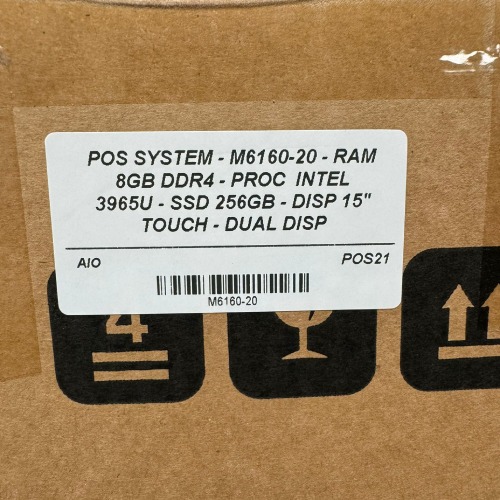 POS SYSTEM - M6160-20 - RAM
8GB DDR4 - PROC INTEL
3965U - SSD 256GB - DISP 15"
TOUCH - DUAL DISP
AIO POS21
M6160-20
4